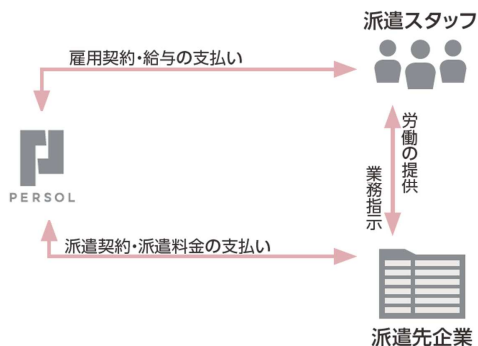 派遣スタッフ
雇用契約・給与の支払い
労働の提供
業務指示
PERSOL
派遣契約・派遣料金の支払い
派遣先企業